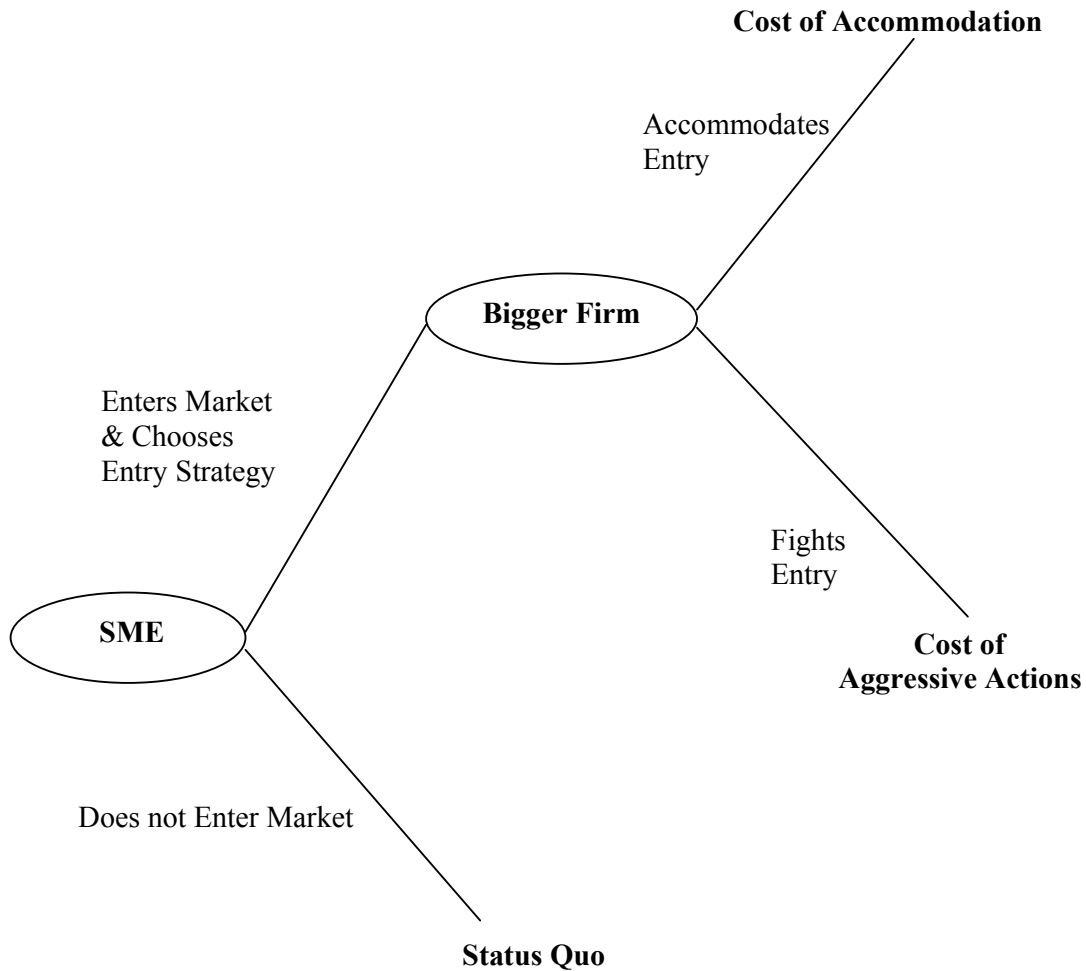 Cost of Accommodation
Accommodates
Entry
Bigger Firm
Enters Market
& Chooses
Entry Strategy
Fights
Entry
SME
Cost of
Aggressive Actions
Does not Enter Market
Status Quo